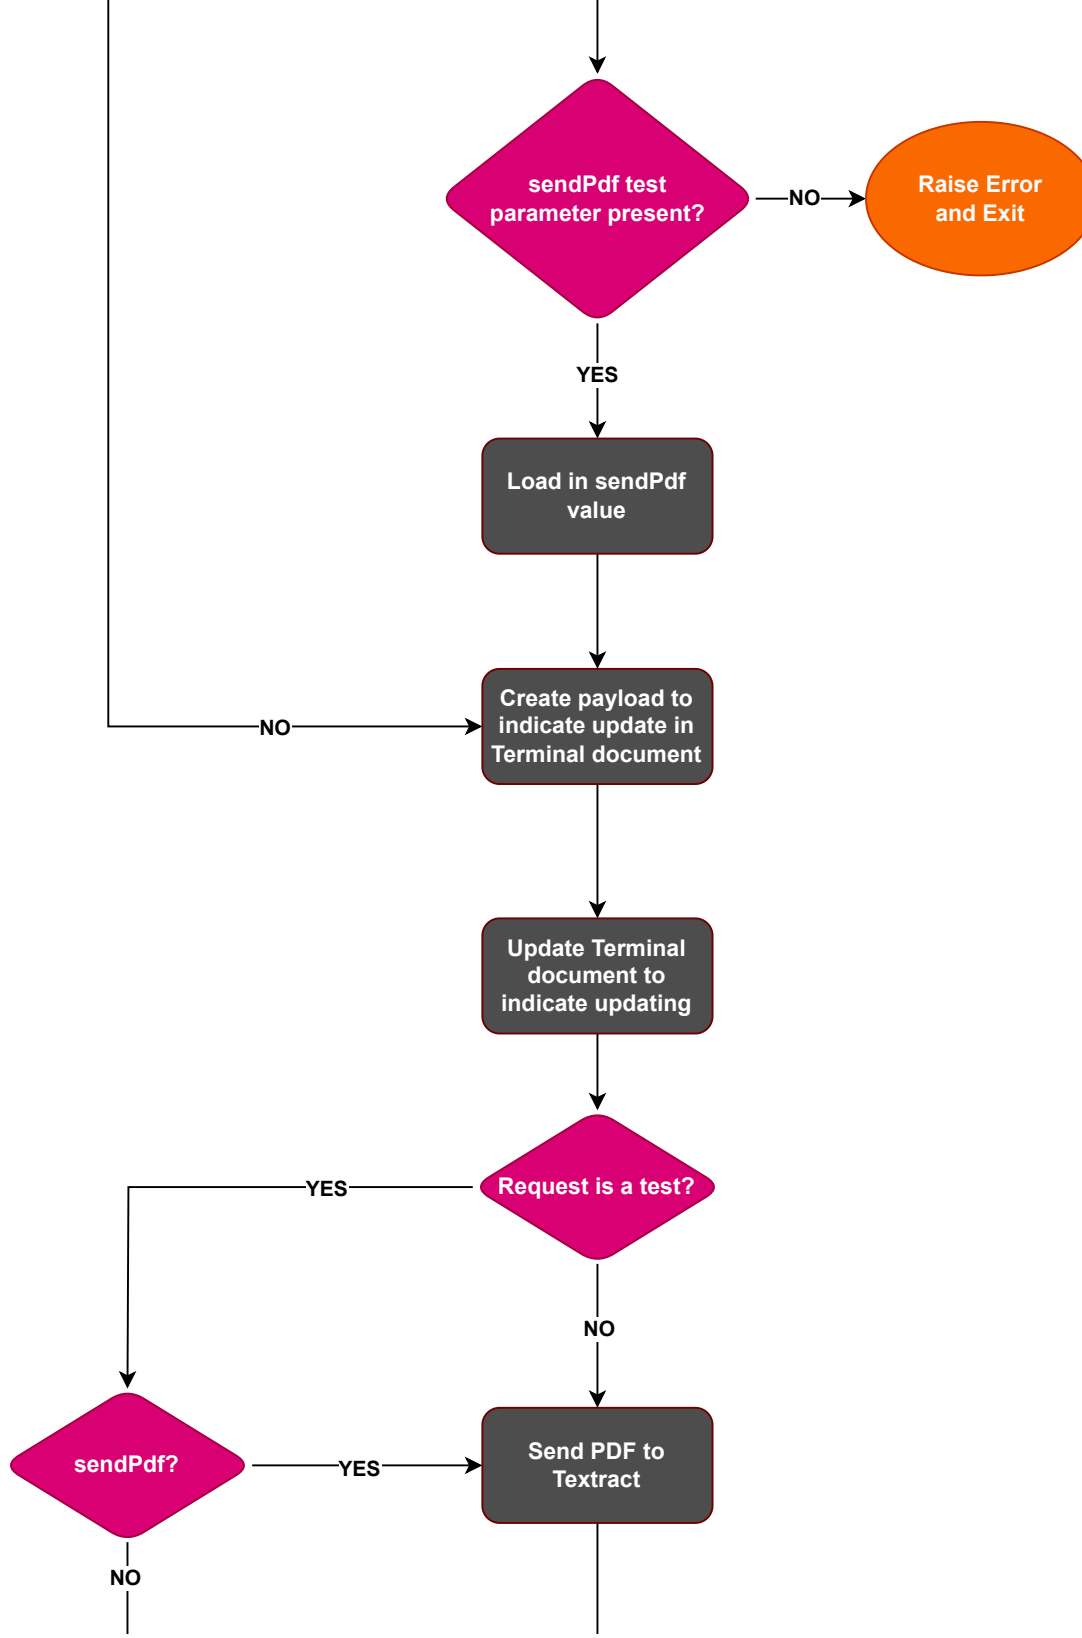 sendPdf test
parameter present?
NO
Raise Error
and Exit
YES
Load in sendPdf
value
Create payload to
indicate update in
Terminal document
NO
Update Terminal
document to
indicate updating
Request is a test?
YES
NO
sendPdf?
YES
Send PDF to
Textract
NO